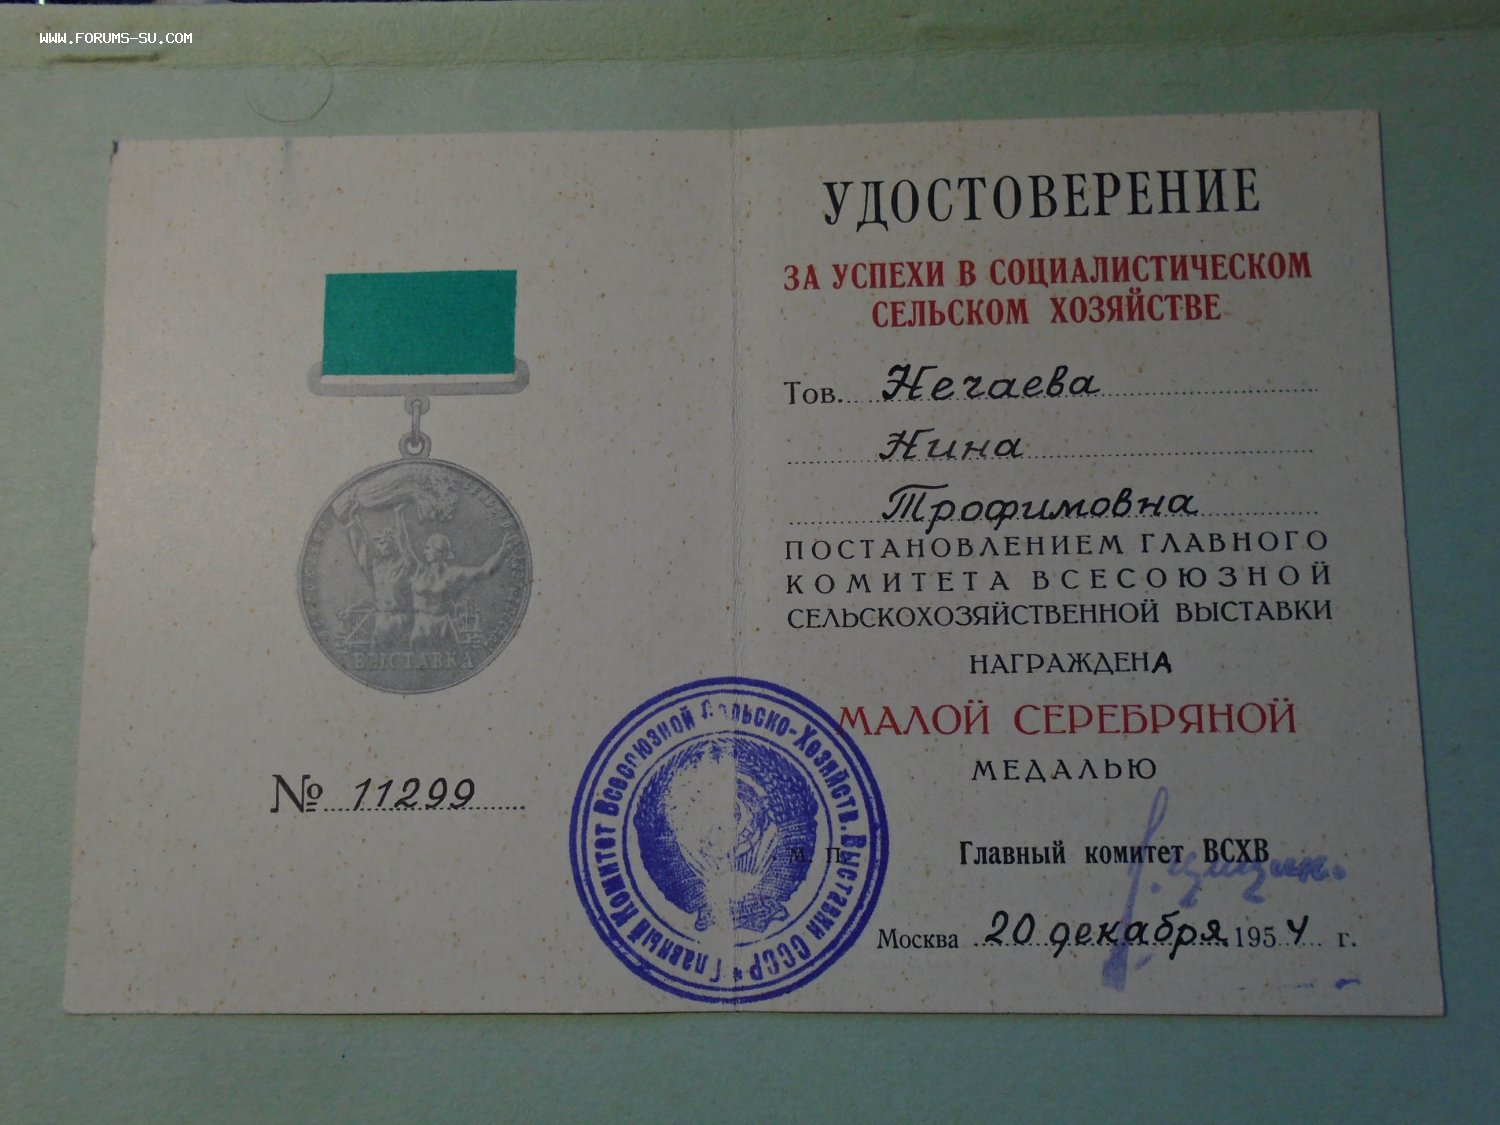 WWW.FORUMS-SU.COM
ВЫСТАВКА
№ 11299
УДОСТОВЕРЕНИЕ
ЗА УСПЕХИ В СОЦИАЛИСТИЧЕСКОМ
СЕЛЬСКОМ ХОЗЯЙСТВЕ
Тов. Нечаева
Нина
Трофимовна
ПОСТАНОВЛЕНИЕМ ГЛАВНОГО
КОМИТЕТА ВСЕСОЮЗНОЙ
СЕЛЬСКОХОЗЯЙСТВЕННОЙ ВЫСТАВКИ
НАГРАЖДЕНА
МАЛОЙ СЕРЕБРЯНОЙ
МЕДАЛЬЮ
Главный Комитет Всесоюзной Сельско-Хозяйств. Выставки СССР
М. П.
Главный комитет ВСХВ
Москва 20 декабря 1954 г.